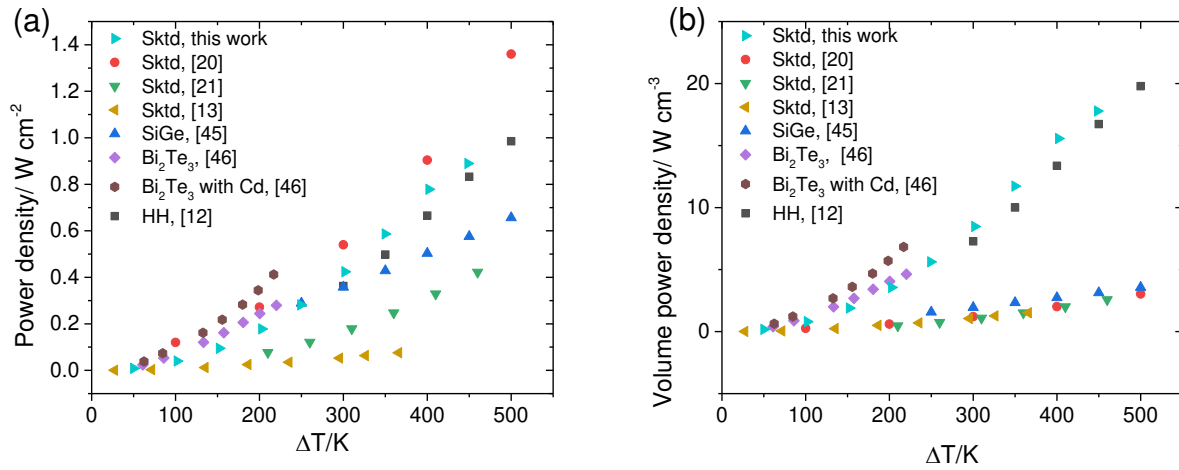 (a)
Power density/ W cm⁻²
1.4
1.2
1.0
0.8
0.6
0.4
0.2
0.0
Sktd, this work
Sktd, [20]
Sktd, [21]
Sktd, [13]
SiGe, [45]
Bi₂Te₃, [46]
Bi₂Te₃ with Cd, [46]
HH, [12]
0 100 200 300 400 500
ΔT/K
(b)
Volume power density/ W cm⁻³
20
10
0
Sktd, this work
Sktd, [20]
Sktd, [21]
Sktd, [13]
SiGe, [45]
Bi₂Te₃, [46]
Bi₂Te₃ with Cd, [46]
HH, [12]
0 100 200 300 400 500
ΔT/K